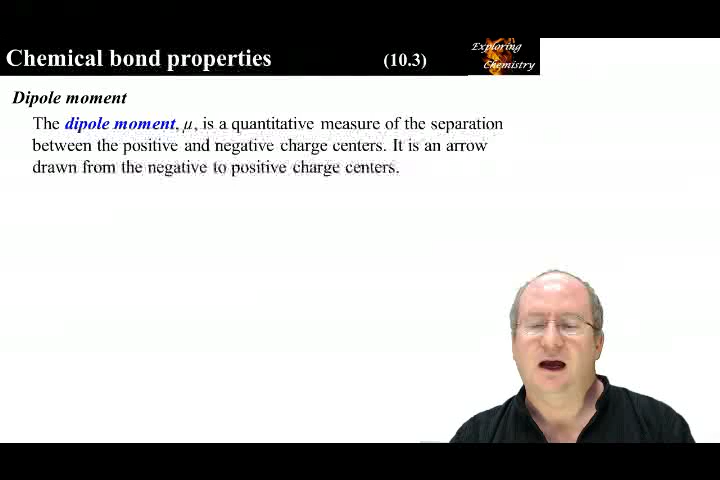 Chemical bond properties (10.3)
Exploring
Chemistry
Dipole moment
The dipole moment, μ, is a quantitative measure of the separation
between the positive and negative charge centers. It is an arrow
drawn from the negative to positive charge centers.